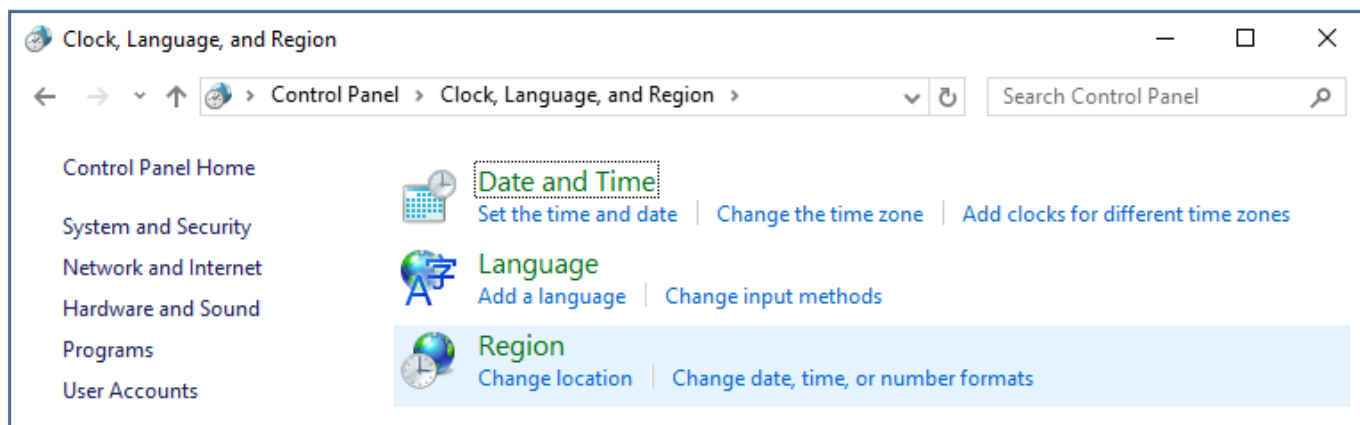 Clock, Language, and Region
Control Panel > Clock, Language, and Region >
Search Control Panel
Control Panel Home
System and Security
Network and Internet
Hardware and Sound
Programs
User Accounts
Date and Time
Set the time and date | Change the time zone | Add clocks for different time zones
Language
Add a language | Change input methods
Region
Change location | Change date, time, or number formats